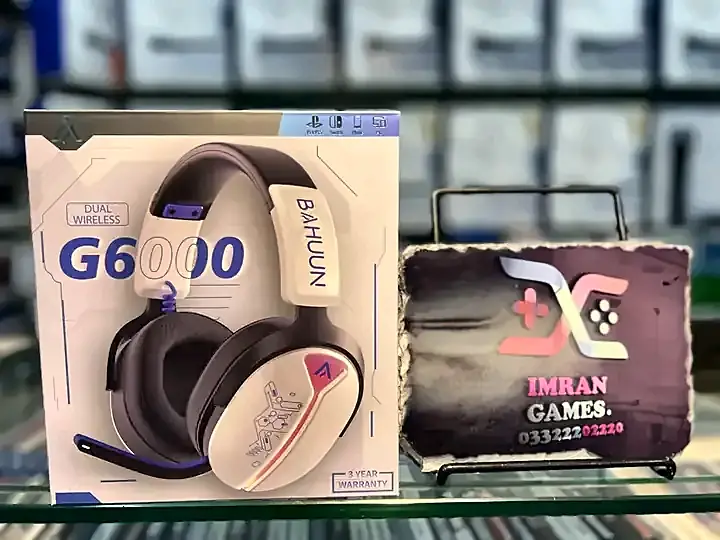 DUAL
WIRELESS
G6000
BAHUUN
3 YEAR
WARRANTY
IMRAN
GAMES.
03322202220